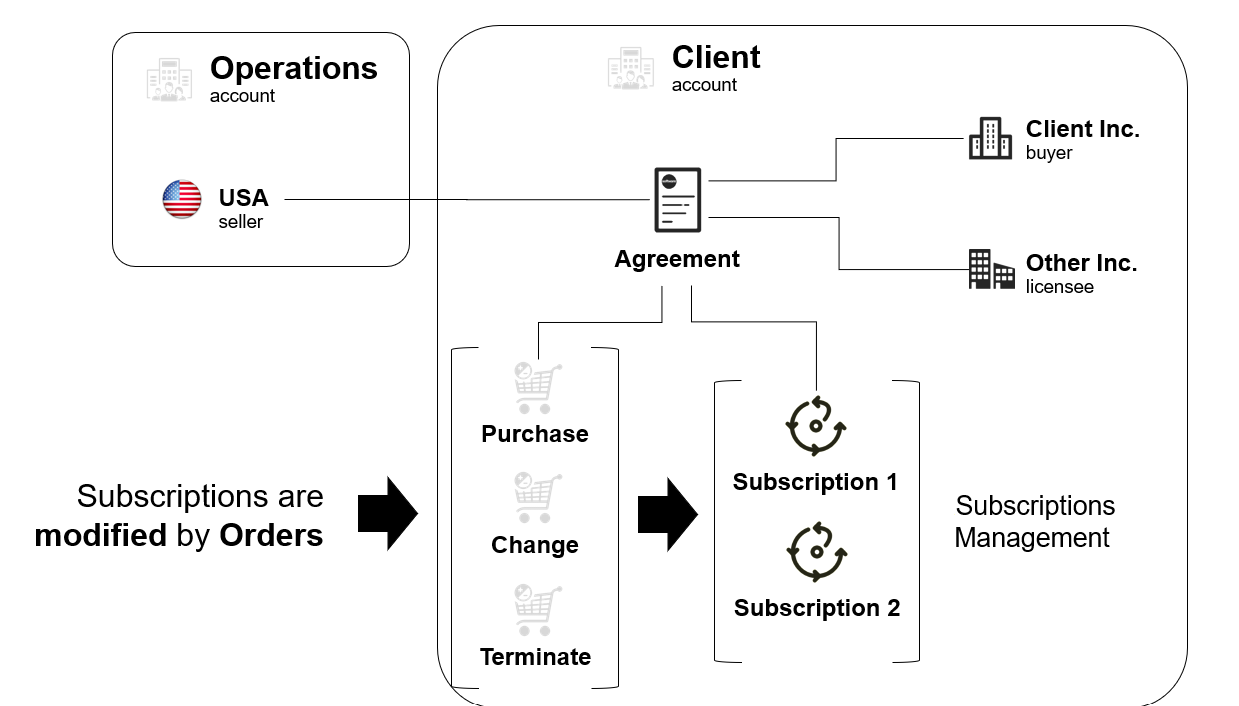 Operations
account
USA
seller
Client
account
Client Inc.
buyer
Agreement
Other Inc.
licensee
Subscriptions are
modified by Orders
Purchase
Change
Terminate
Subscription 1
Subscription 2
Subscriptions
Management